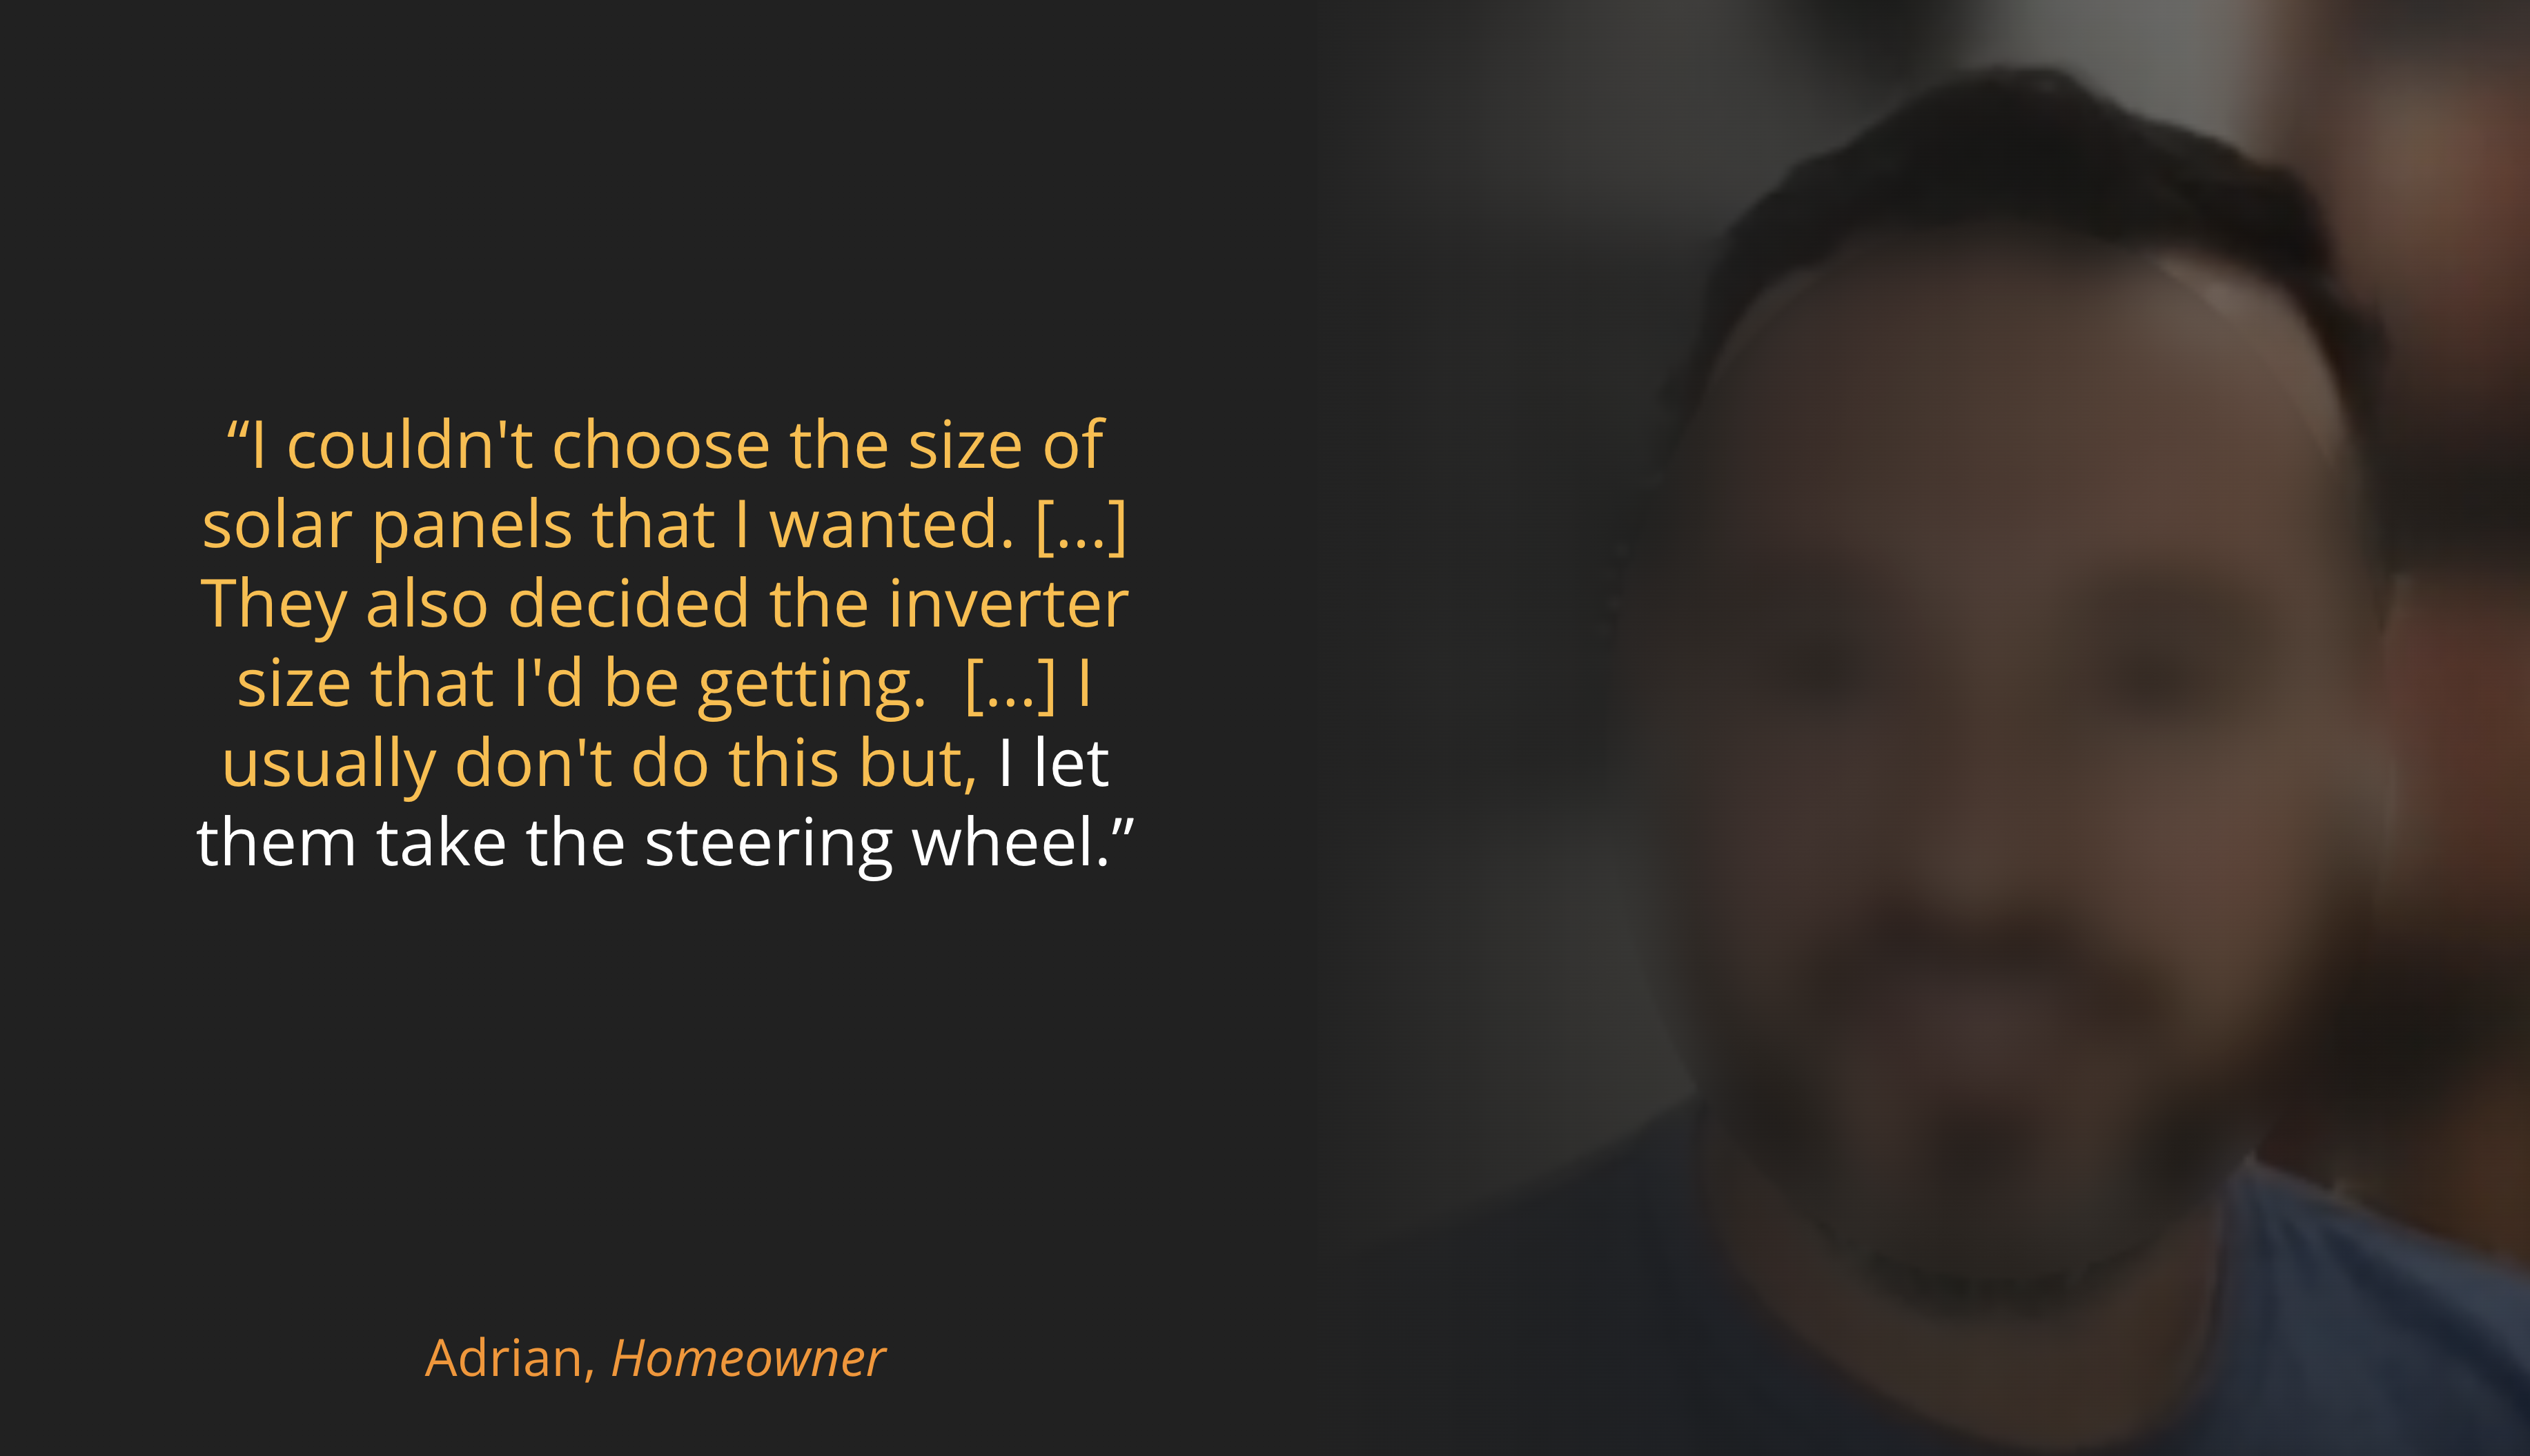 “I couldn't choose the size of
solar panels that I wanted. [...]
They also decided the inverter
size that I'd be getting.  [...] I
usually don't do this but, I let
them take the steering wheel.”
Adrian, Homeowner